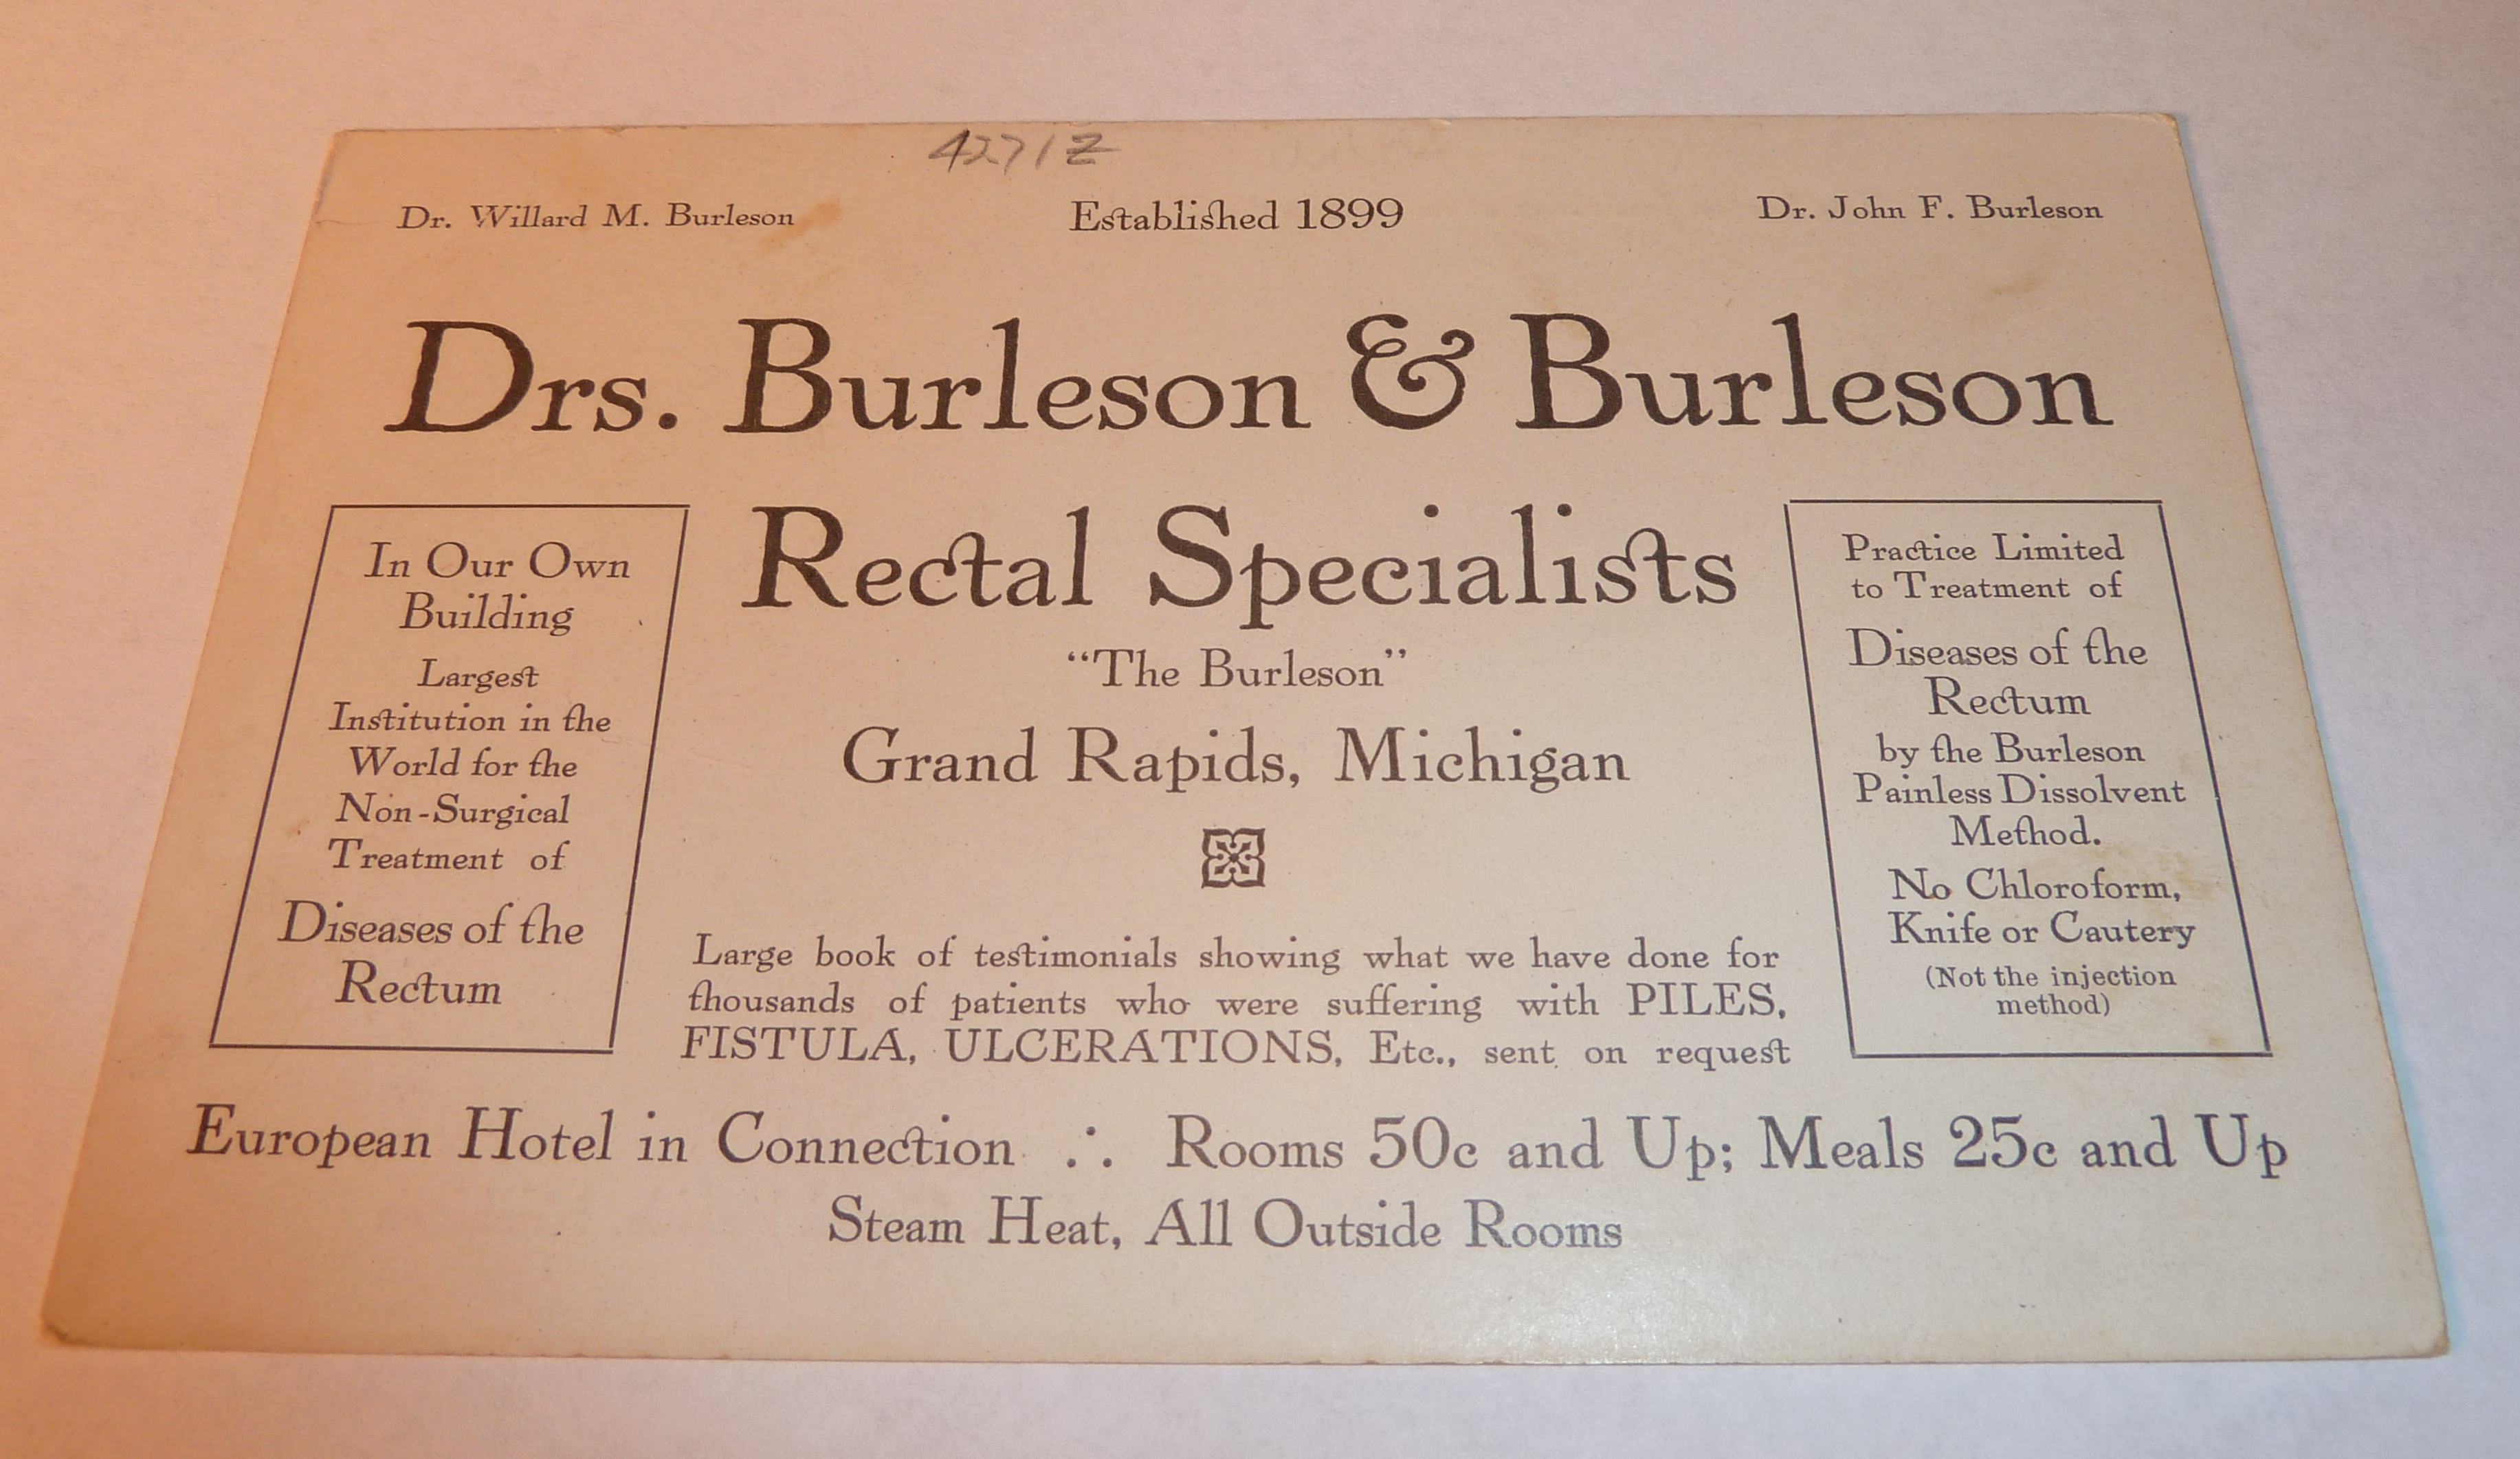 4271Z
Dr. Willard M. Burleson
Established 1899
Dr. John F. Burleson
Drs. Burleson & Burleson
Rectal Specialists
"The Burleson"
Grand Rapids, Michigan
In Our Own
Building
Largest
Institution in the
World for the
Non-Surgical
Treatment of
Diseases of the
Rectum
Practice Limited
to Treatment of
Diseases of the
Rectum
by the Burleson
Painless Dissolvent
Method.
No Chloroform,
Knife or Cautery
(Not the injection
method)
Large book of testimonials showing what we have done for
thousands of patients who were suffering with PILES,
FISTULA, ULCERATIONS, Etc., sent on request
European Hotel in Connection ∴ Rooms 50c and Up; Meals 25c and Up
Steam Heat, All Outside Rooms